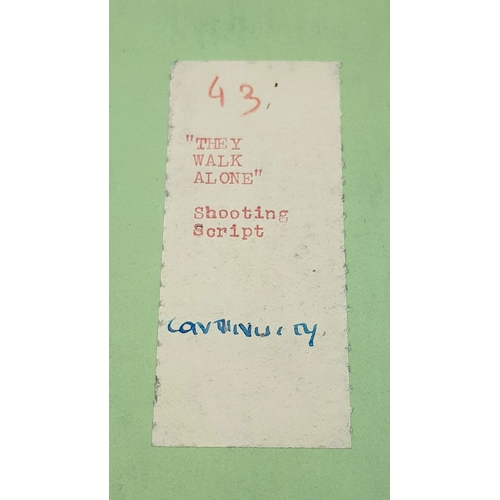 43.
"THEY
WALK
ALONE"
Shooting
Script
CONTINUITY.